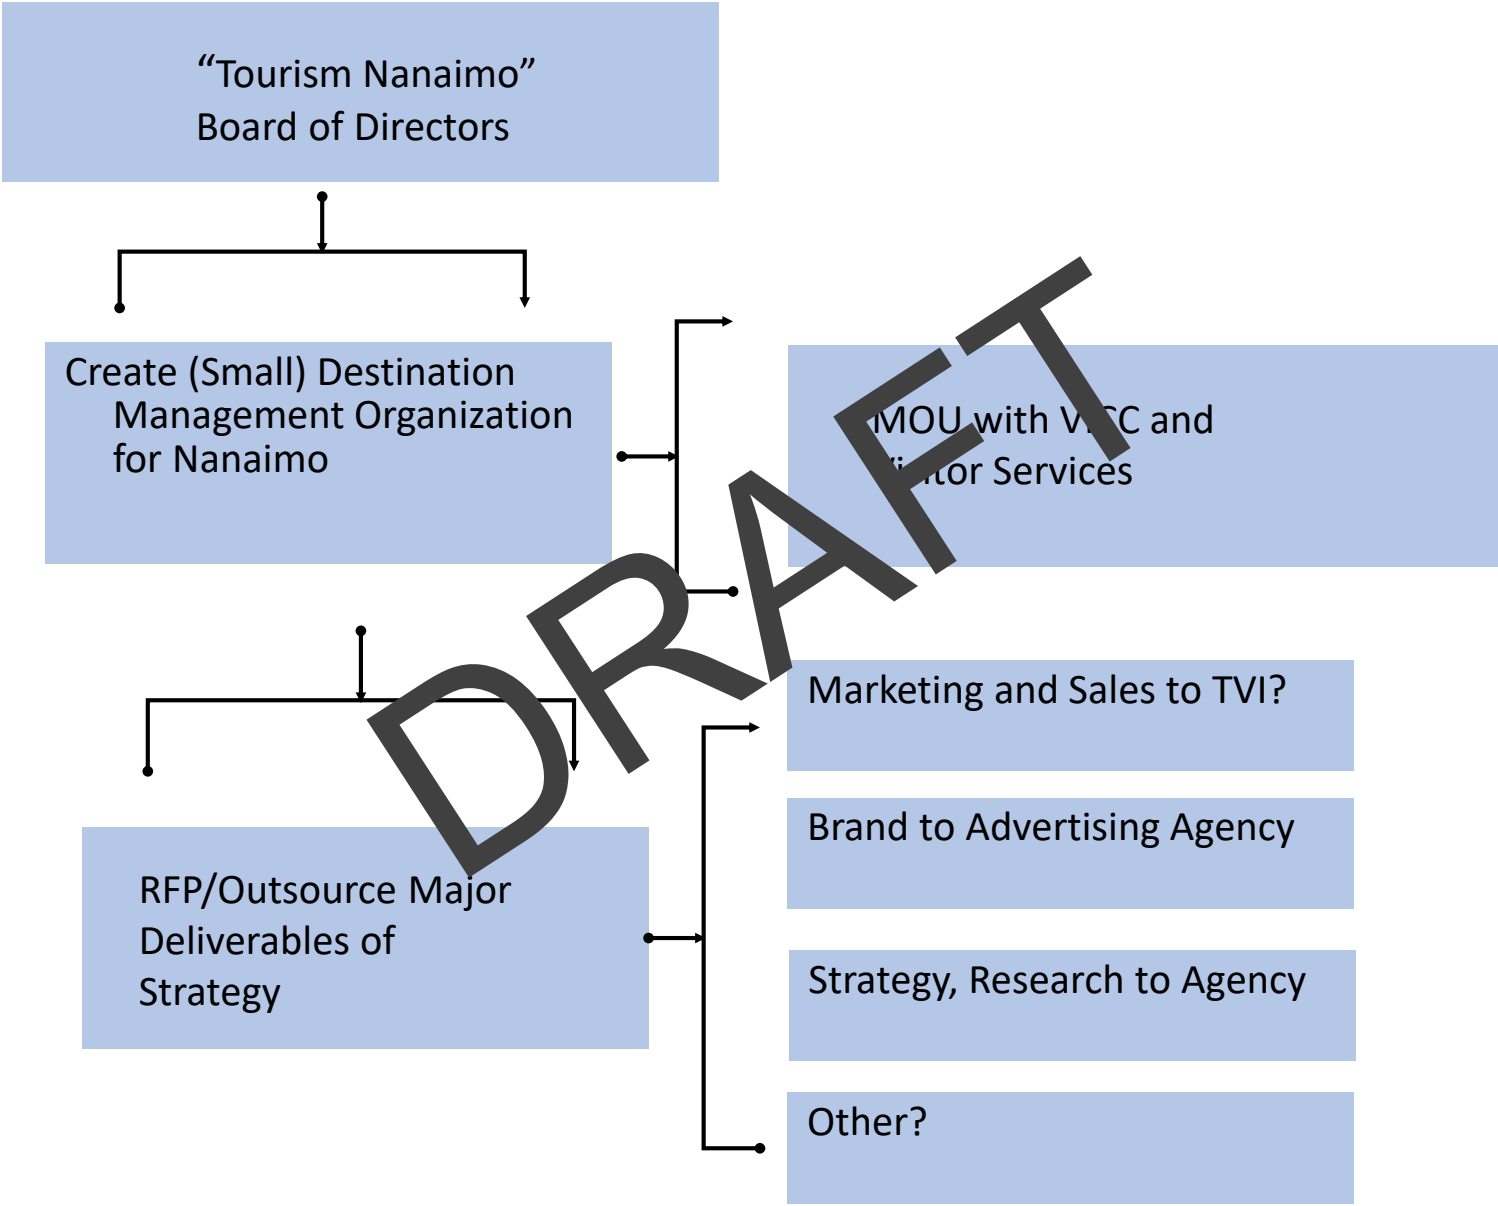 “Tourism Nanaimo”
Board of Directors
Create (Small) Destination
Management Organization
for Nanaimo
MOU with and
Services
Marketing and Sales to TVI?
Brand to Advertising Agency
RFP/Outsource Major
Deliverables of
Strategy
Strategy, Research to Agency
Other?
DRAFT